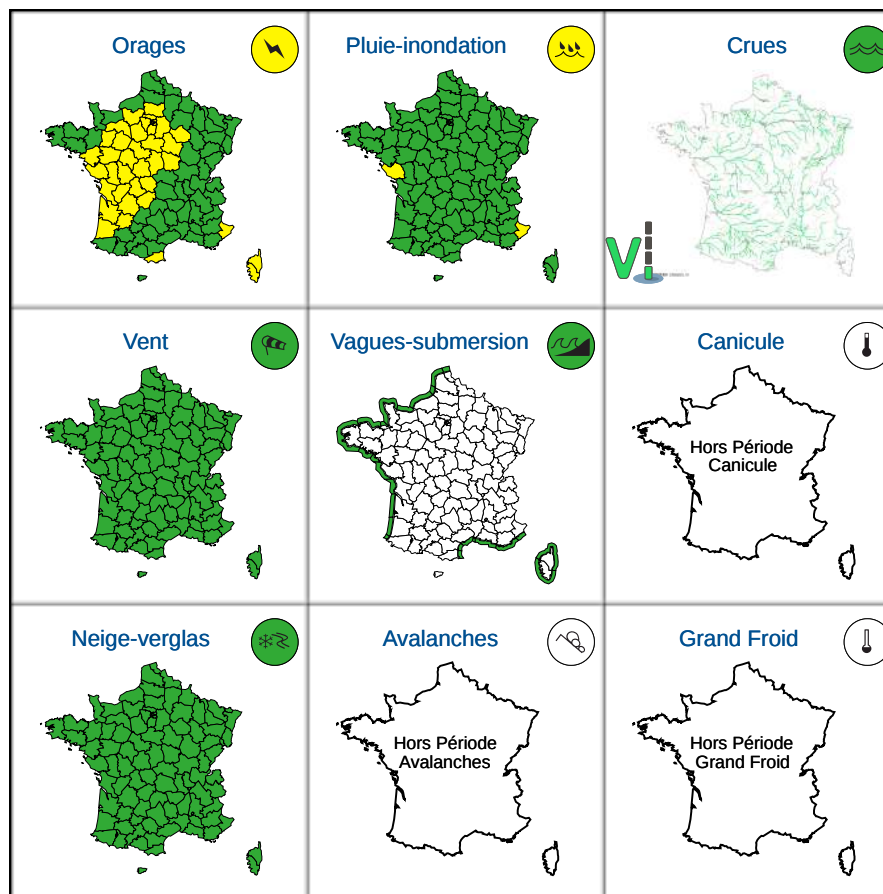 Orages
Pluie-inondation
Crues
Vi
Vent
Vagues-submersion
Canicule
Hors Période
Canicule
Neige-verglas
Avalanches
Grand Froid
Hors Période
Avalanches
Hors Période
Grand Froid